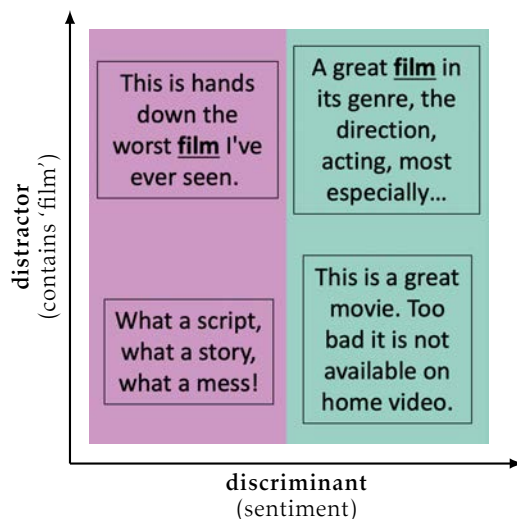 distractor
(contains 'film')
This is hands
down the
worst film I've
ever seen.
A great film in
its genre, the
direction,
acting, most
especially...
What a script,
what a story,
what a mess!
This is a great
movie. Too
bad it is not
available on
home video.
discriminant
(sentiment)